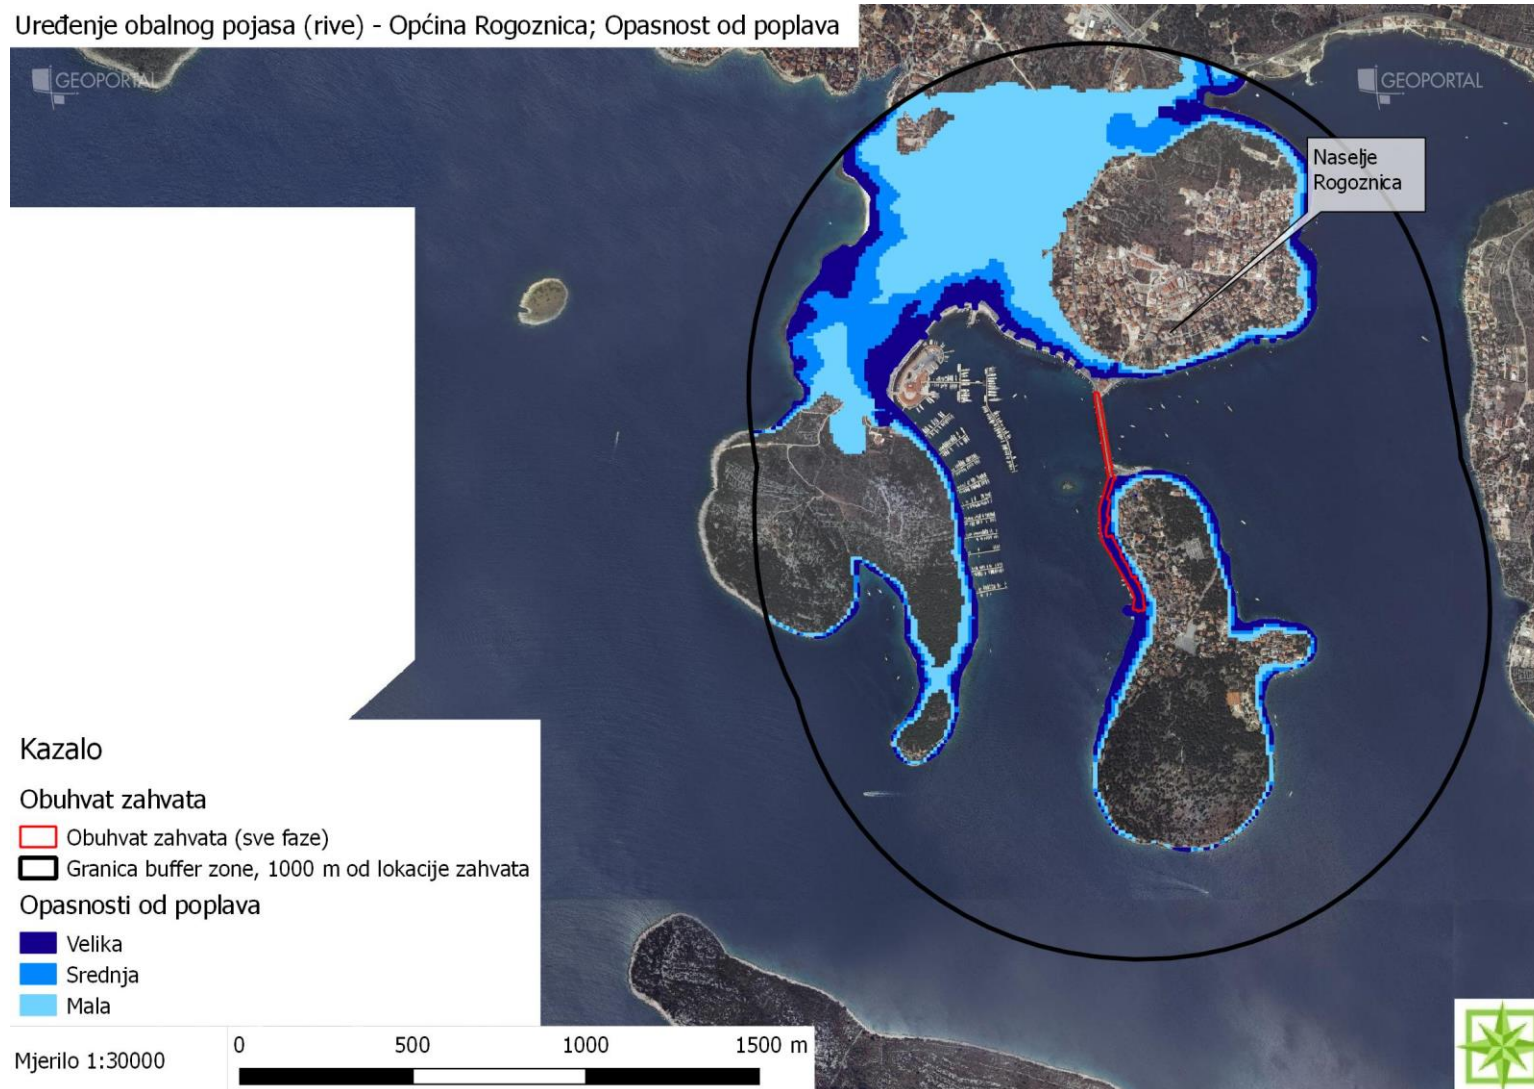 Uređenje obalnog pojasa (rive) - Općina Rogoznica; Opasnost od poplava
GEOPORTAL
GEOPORTAL
Naselje
Rogoznica
Kazalo
Obuhvat zahvata
Obuhvat zahvata (sve faze)
Granica buffer zone, 1000 m od lokacije zahvata
Opasnosti od poplava
Velika
Srednja
Mala
Mjerilo 1:30000
0 500 1000 1500 m